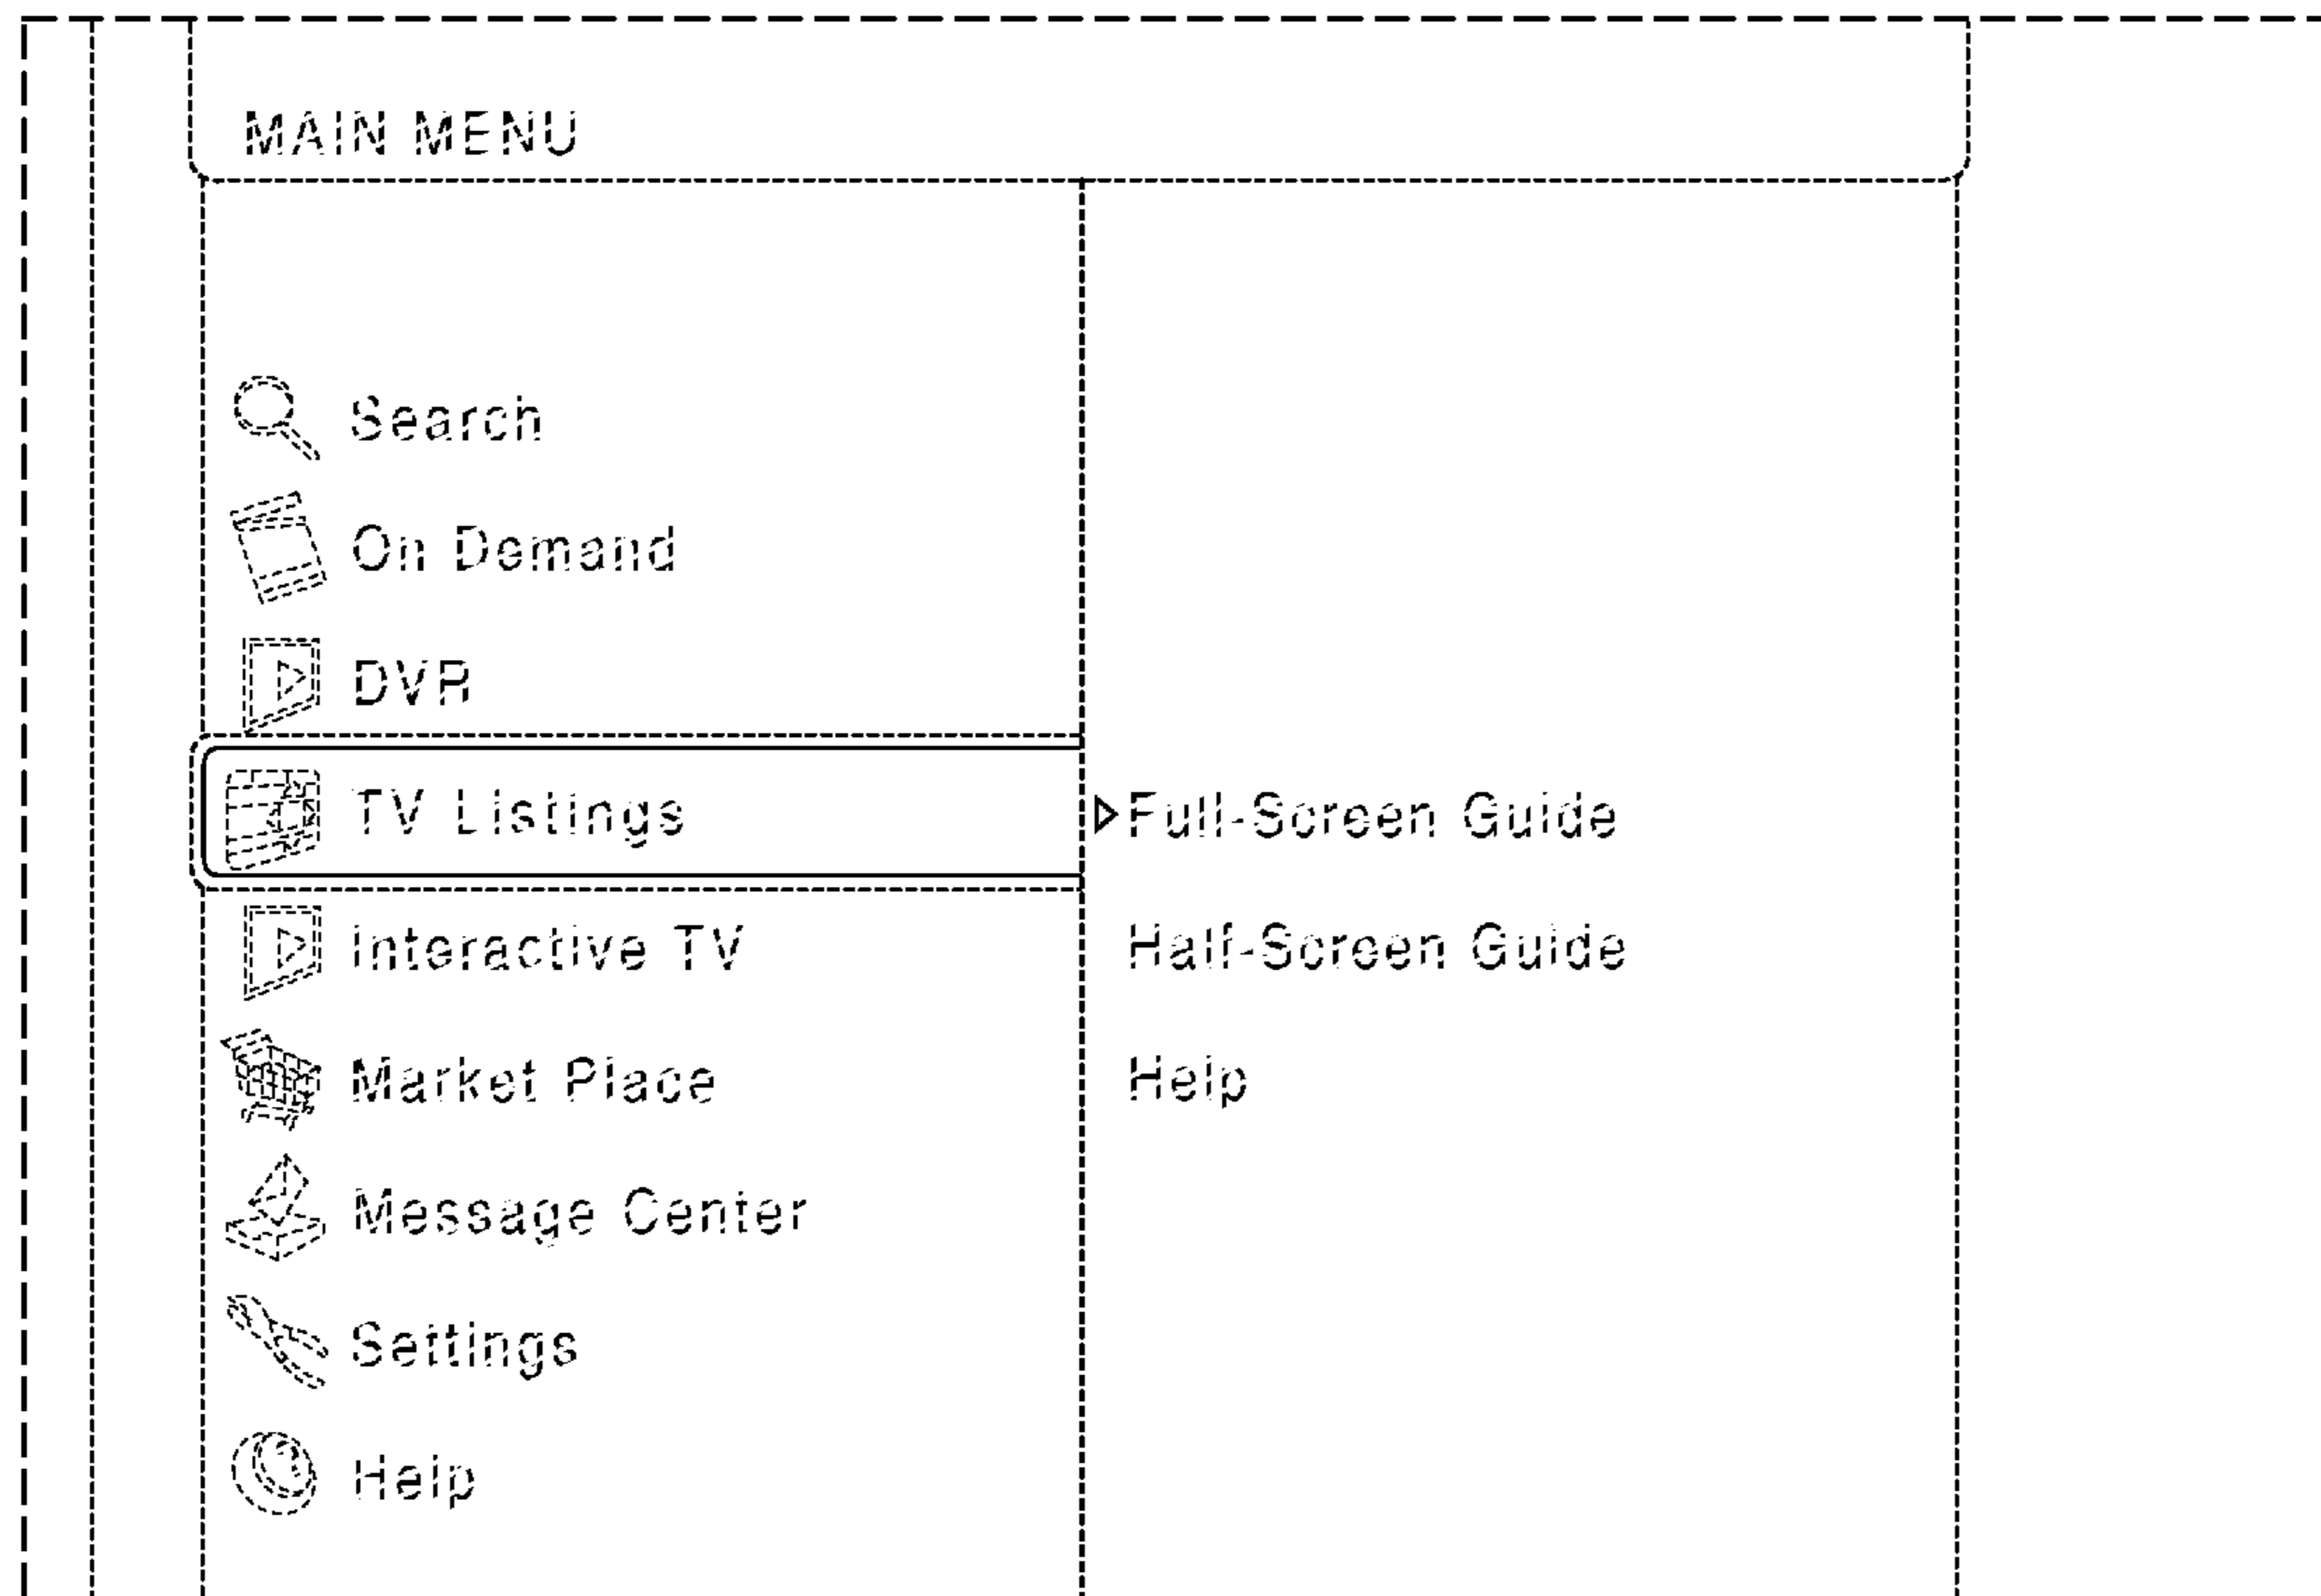 MAIN MENU
Search
On Demand
DVR
TV Listings
Interactive TV
Market Place
Message Center
Settings
Help
Full-Screen Guide
Half-Screen Guide
Help